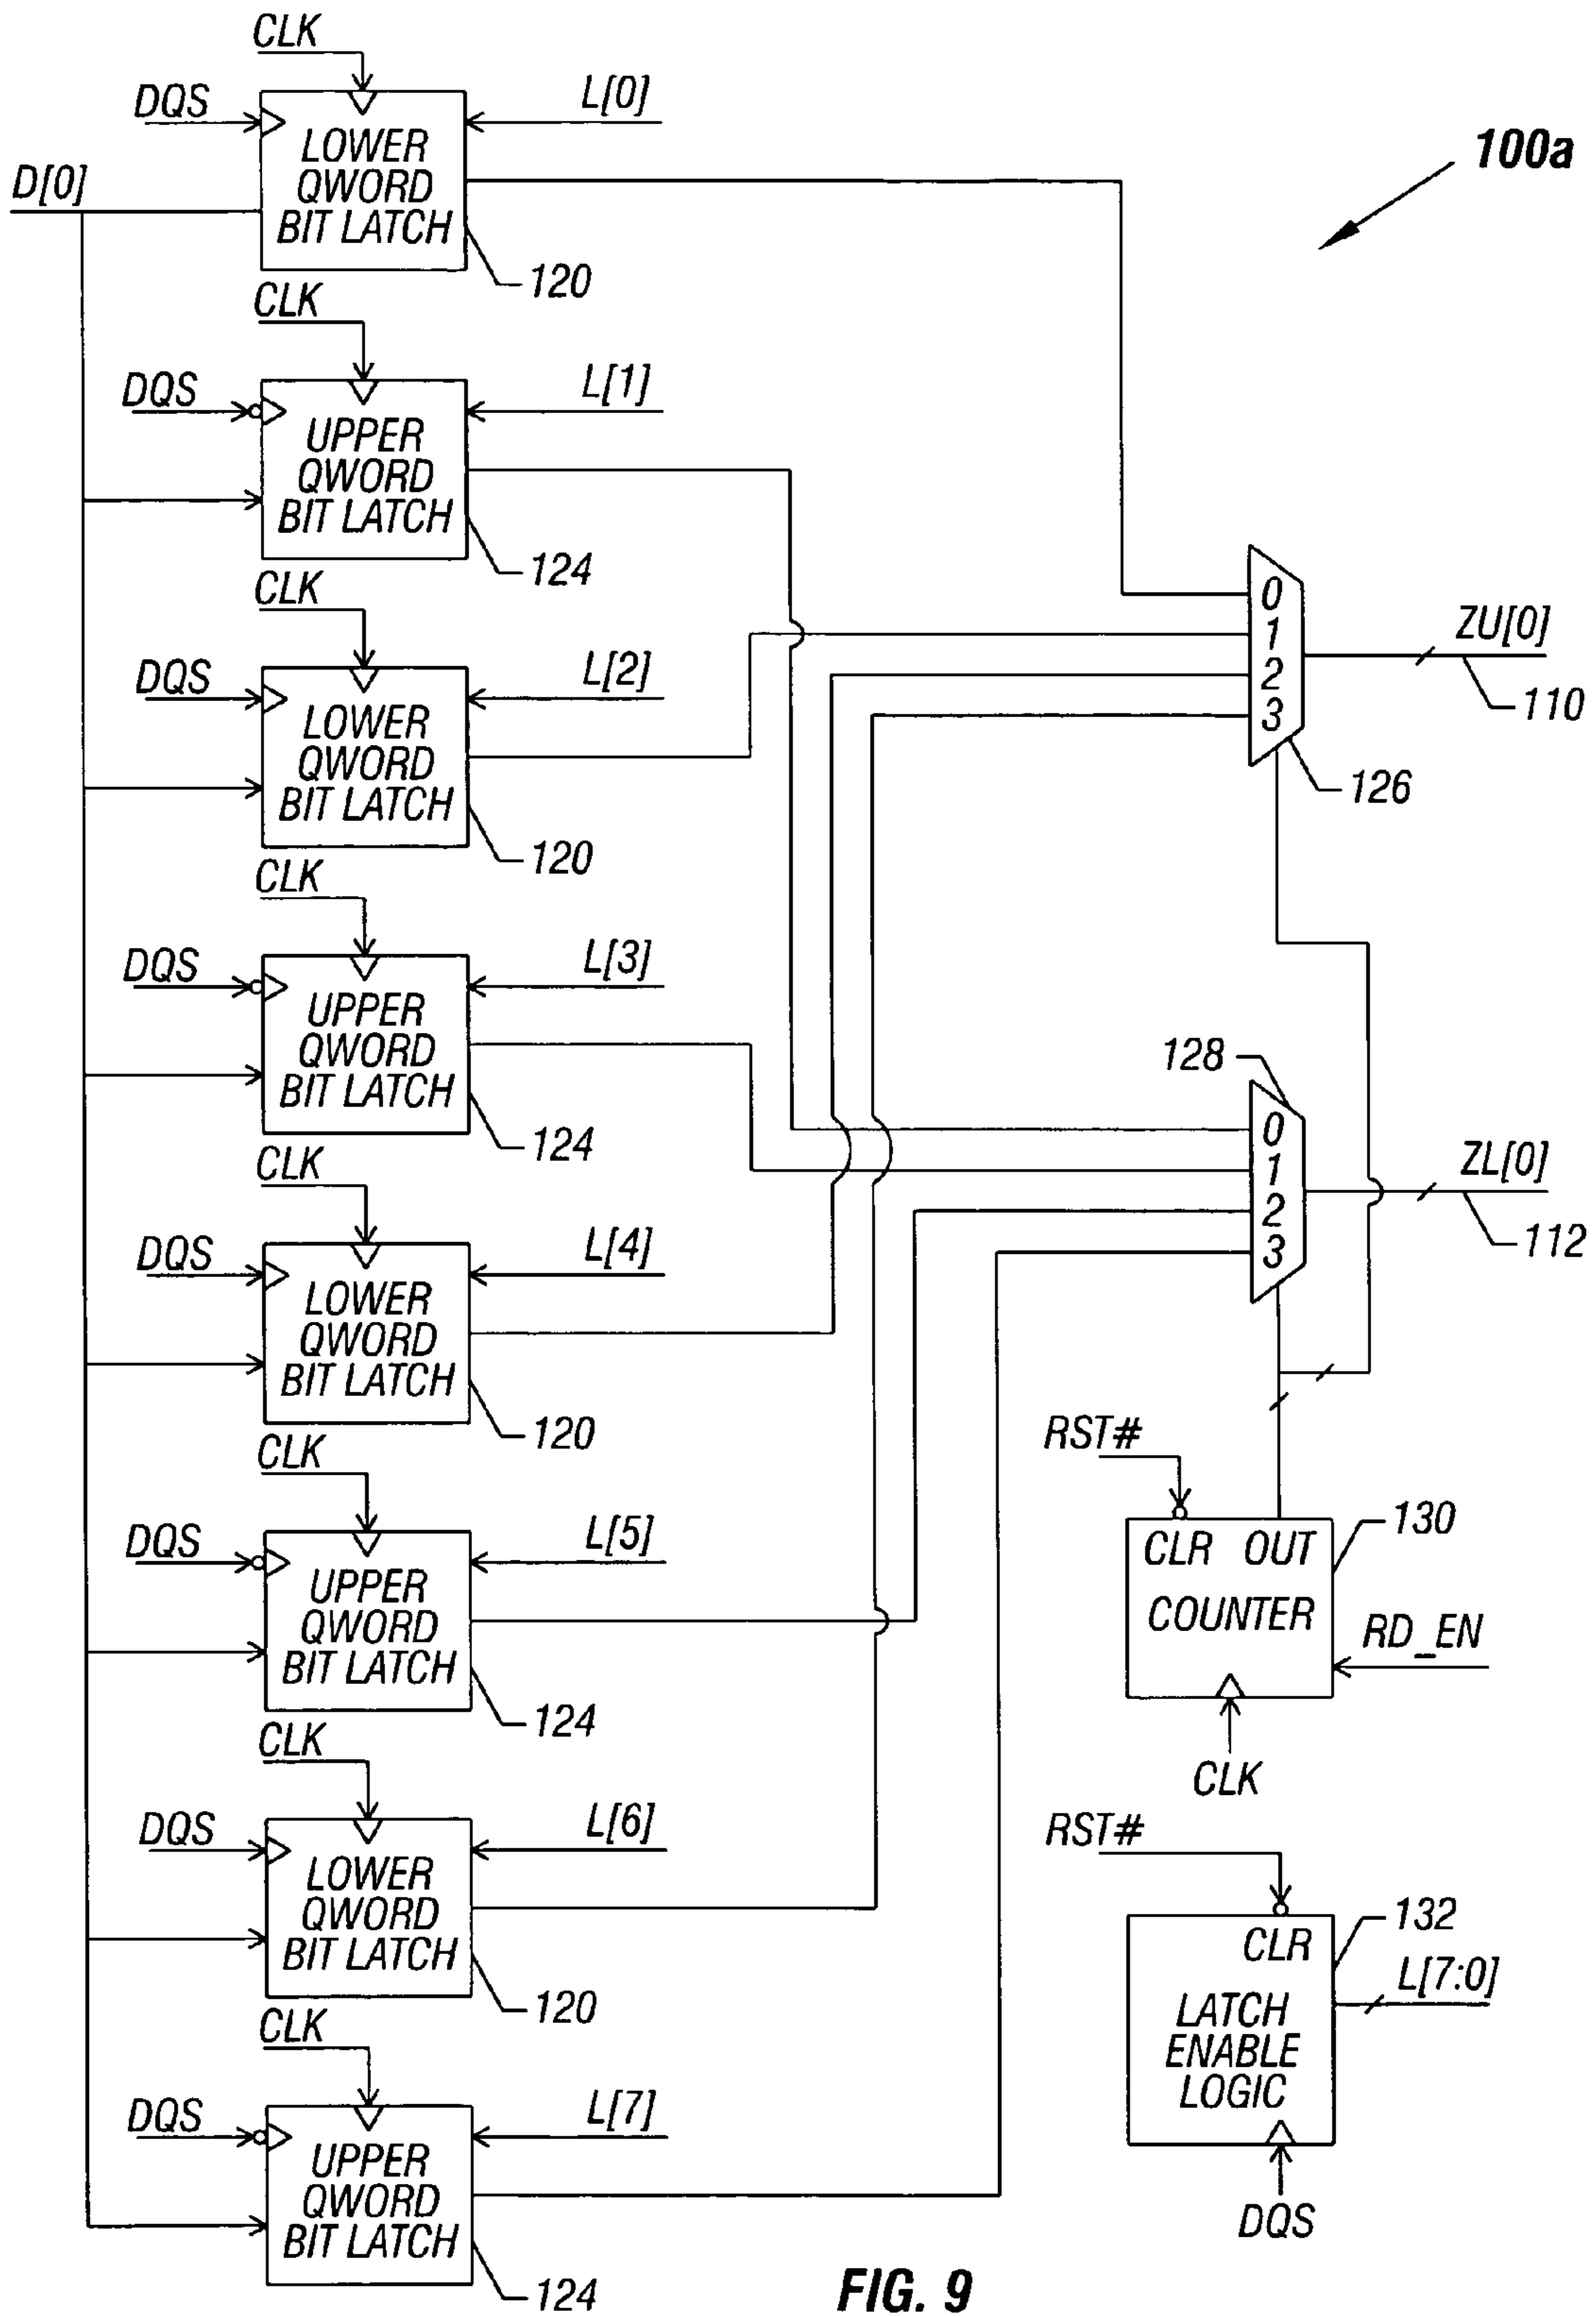 CLK
DQS
L[0]
D[0]
LOWER
QWORD
BIT LATCH
120
100a
CLK
DQS
L[1]
UPPER
QWORD
BIT LATCH
124
CLK
DQS
L[2]
LOWER
QWORD
BIT LATCH
120
0
1
2
3
ZU[0]
110
126
CLK
DQS
L[3]
UPPER
QWORD
BIT LATCH
124
128
0
1
2
3
ZL[0]
112
CLK
DQS
L[4]
LOWER
QWORD
BIT LATCH
120
CLK
DQS
L[5]
UPPER
QWORD
BIT LATCH
124
RST#
CLR OUT
COUNTER
130
RD_EN
CLK
CLK
DQS
L[6]
LOWER
QWORD
BIT LATCH
120
RST#
CLR
LATCH
ENABLE
LOGIC
132
L[7:0]
DQS
CLK
DQS
L[7]
UPPER
QWORD
BIT LATCH
124
FIG. 9